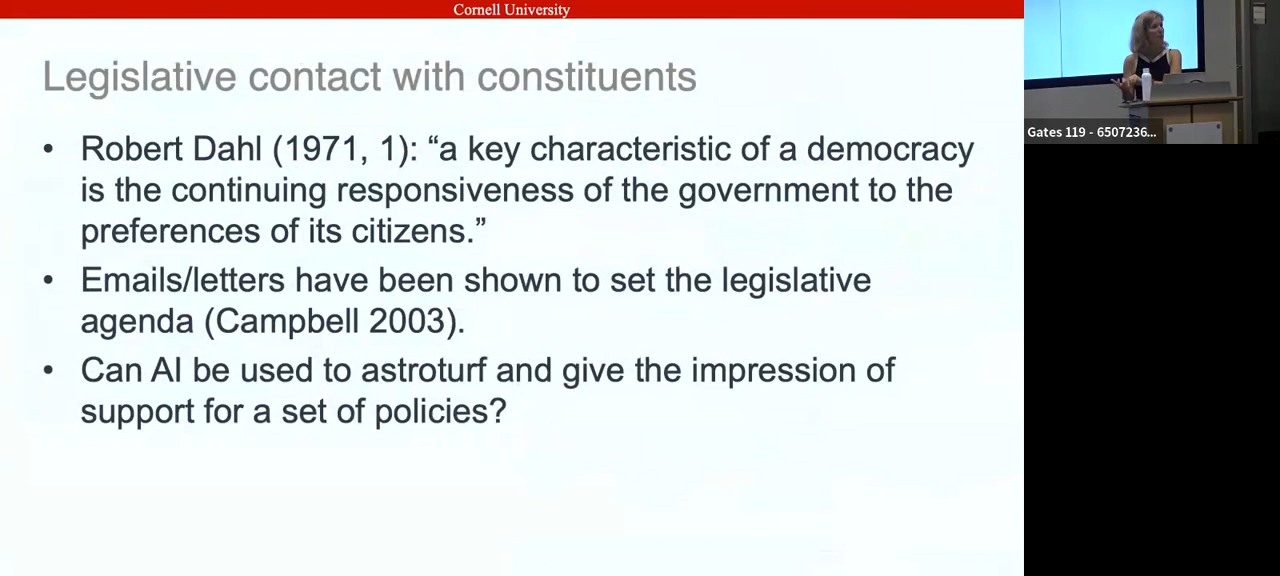 Cornell University
Legislative contact with constituents
• Robert Dahl (1971, 1): “a key characteristic of a democracy
is the continuing responsiveness of the government to the
preferences of its citizens.”
• Emails/letters have been shown to set the legislative
agenda (Campbell 2003).
• Can AI be used to astroturf and give the impression of
support for a set of policies?
Gates 119 - 6507236...